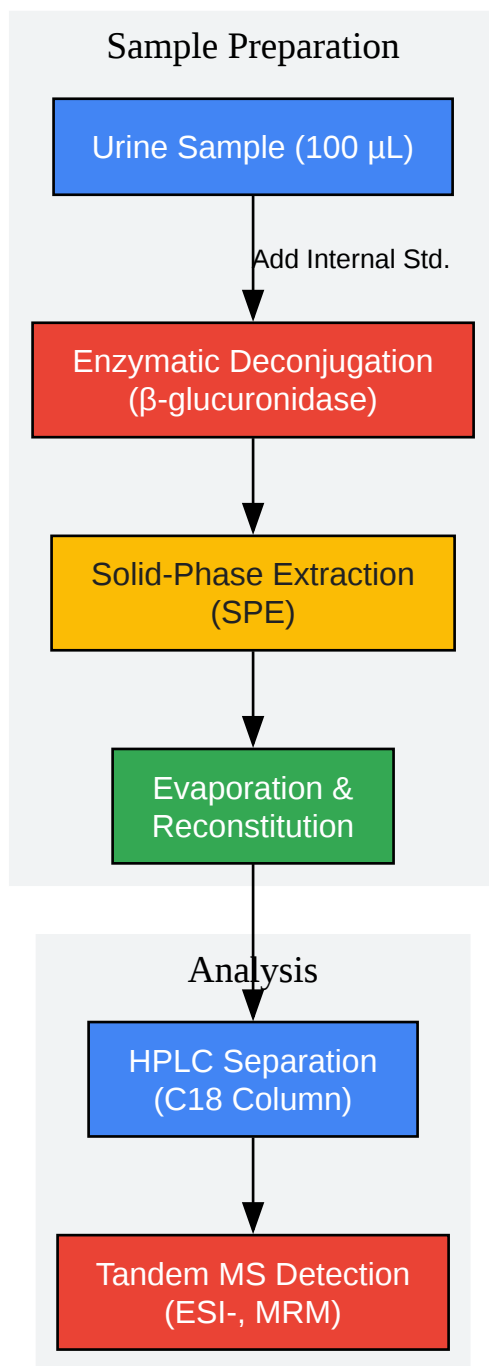 Sample Preparation
Urine Sample (100 µL)
Add Internal Std.
Enzymatic Deconjugation
(β-glucuronidase)
Solid-Phase Extraction
(SPE)
Evaporation &
Reconstitution
Analysis
HPLC Separation
(C18 Column)
Tandem MS Detection
(ESI-, MRM)